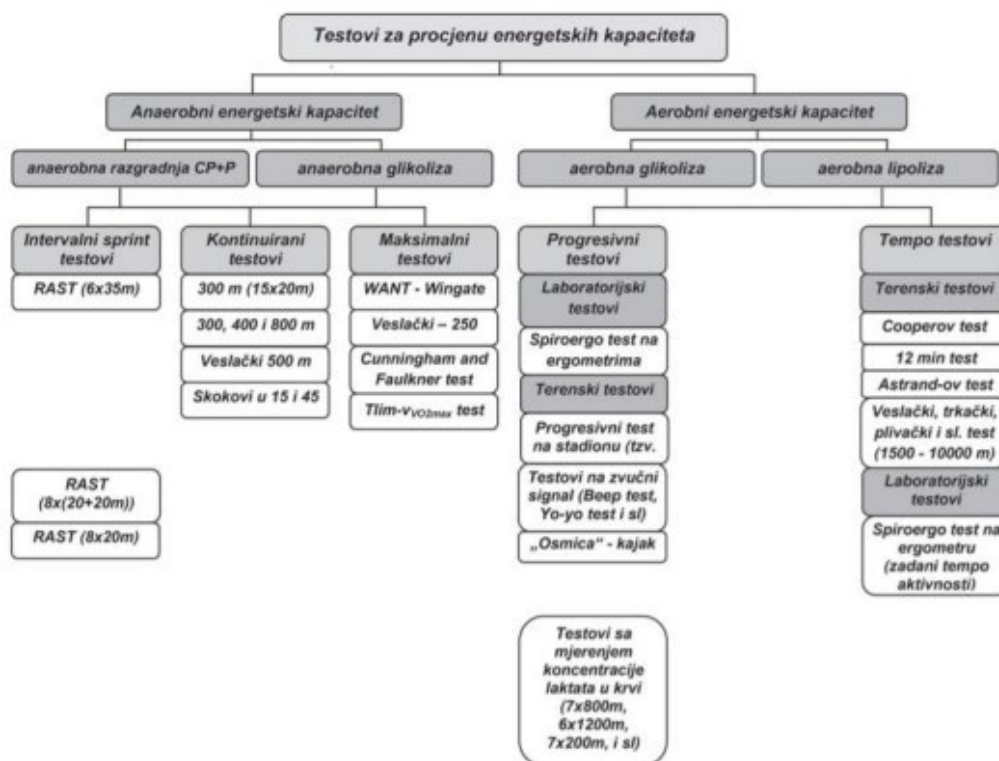 Testovi za procjenu energetskih kapaciteta
Anaerobni energetski kapacitet
Aerobni energetski kapacitet
anaerobna razgradnja CP+P
anaerobna glikoliza
aerobna glikoliza
aerobna lipoliza
Intervalni sprint
testovi
RAST (6x35m)
RAST
(8x(20+20m))
RAST (8x20m)
Kontinuirani
testovi
300 m (15x20m)
300, 400 i 800 m
Veslački 500 m
Skokovi u 15 i 45
Maksimalni
testovi
WANT - Wingate
Veslački – 250
Cunningham and
Faulkner test
Tlim-vVO2max test
Progresivni
testovi
Laboratorijski
testovi
Spiroergo test na
ergometrima
Terenski testovi
Progresivni test
na stadionu (tzv.
Testovi na zvučni
signal (Beep test,
Yo-yo test i sl)
„Osmica“ - kajak
Testovi sa
mjerenjem
koncentracije
laktata u krvi
(7x800m,
6x1200m,
7x200m, i sl)
Tempo testovi
Terenski testovi
Cooperov test
12 min test
Astrand-ov test
Veslački, trkački,
plivački i sl. test
(1500 - 10000 m)
Laboratorijski
testovi
Spiroergo test na
ergometru
(zadani tempo
aktivnosti)